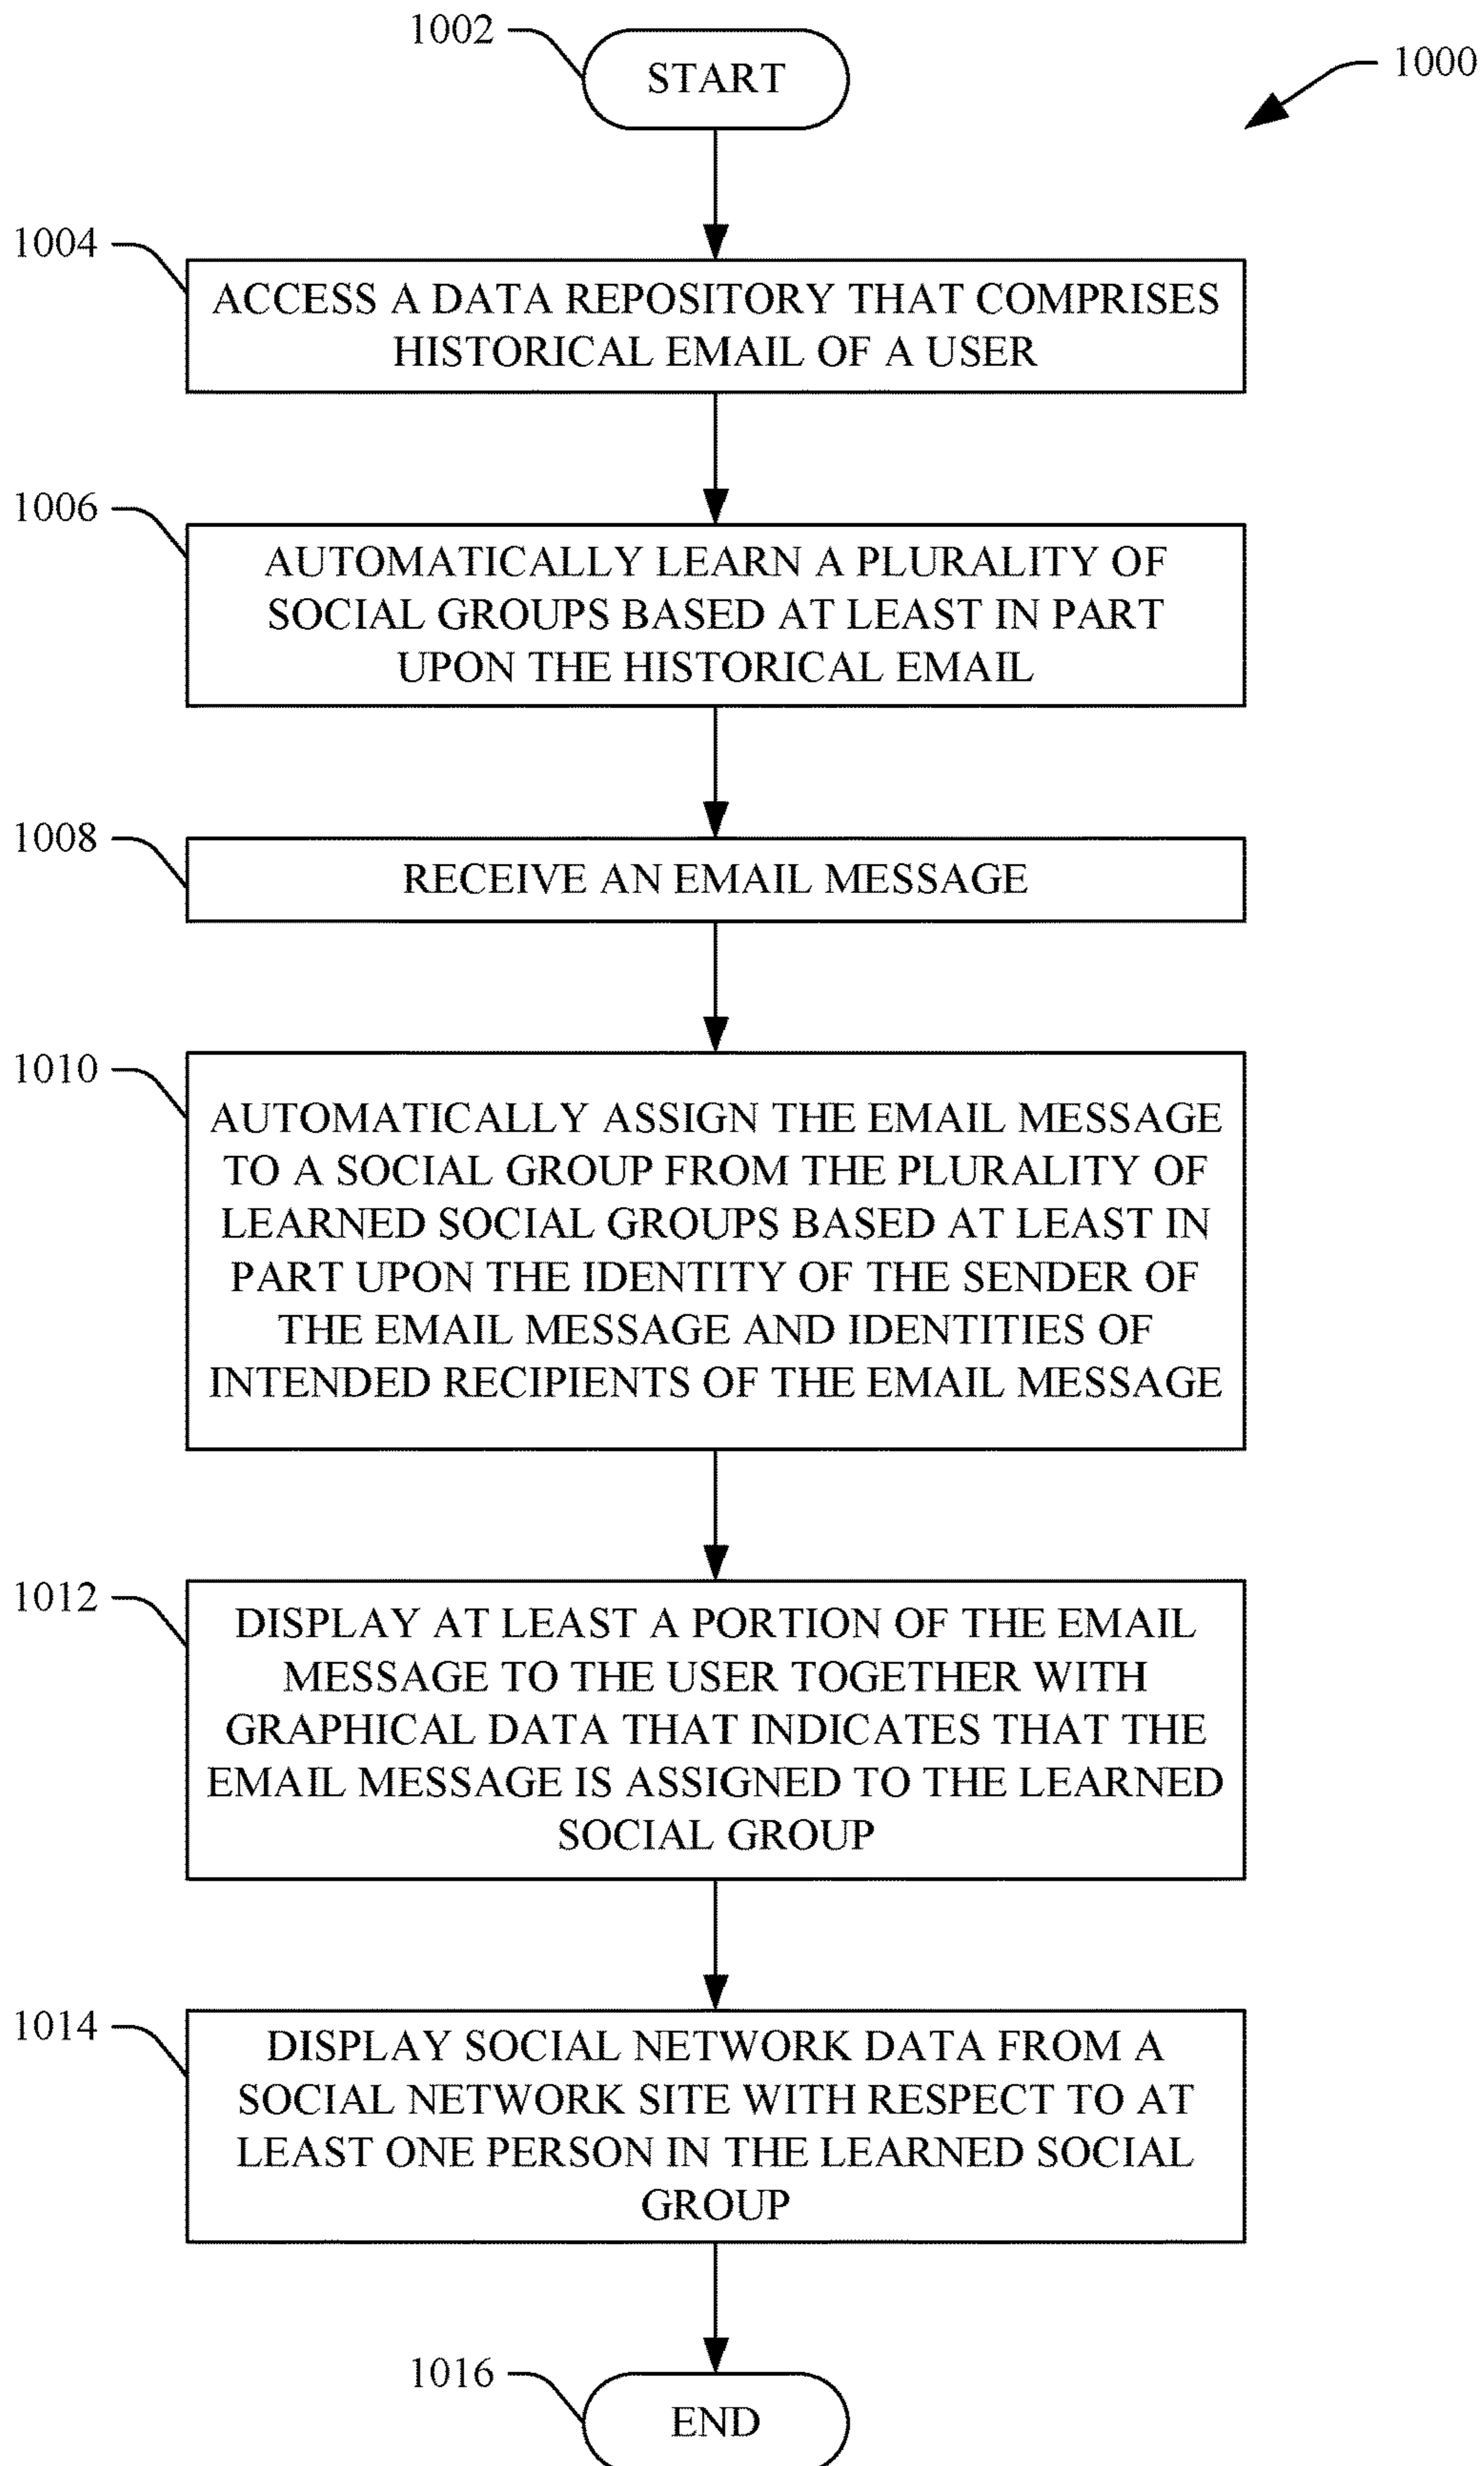 1002
START
1000
1004
ACCESS A DATA REPOSITORY THAT COMPRISES
HISTORICAL EMAIL OF A USER
1006
AUTOMATICALLY LEARN A PLURALITY OF
SOCIAL GROUPS BASED AT LEAST IN PART
UPON THE HISTORICAL EMAIL
1008
RECEIVE AN EMAIL MESSAGE
1010
AUTOMATICALLY ASSIGN THE EMAIL MESSAGE
TO A SOCIAL GROUP FROM THE PLURALITY OF
LEARNED SOCIAL GROUPS BASED AT LEAST IN
PART UPON THE IDENTITY OF THE SENDER OF
THE EMAIL MESSAGE AND IDENTITIES OF
INTENDED RECIPIENTS OF THE EMAIL MESSAGE
1012
DISPLAY AT LEAST A PORTION OF THE EMAIL
MESSAGE TO THE USER TOGETHER WITH
GRAPHICAL DATA THAT INDICATES THAT THE
EMAIL MESSAGE IS ASSIGNED TO THE LEARNED
SOCIAL GROUP
1014
DISPLAY SOCIAL NETWORK DATA FROM A
SOCIAL NETWORK SITE WITH RESPECT TO AT
LEAST ONE PERSON IN THE LEARNED SOCIAL
GROUP
1016
END